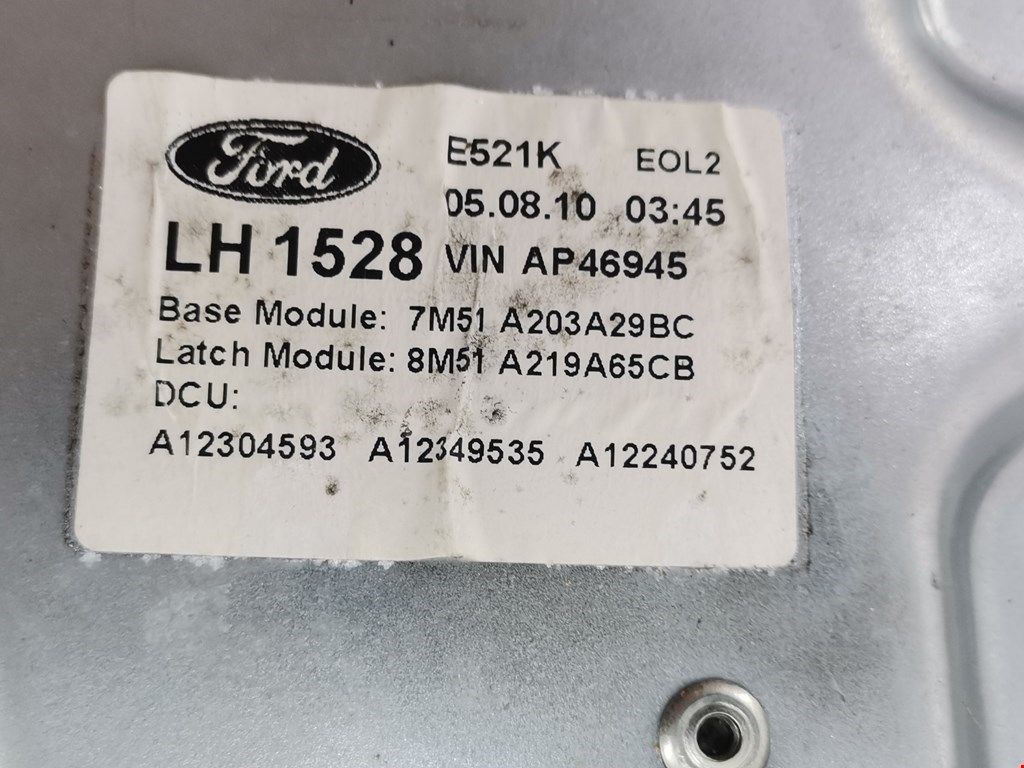 Ford
E521K EOL2
05.08.10 03:45
LH 1528 VIN AP46945
Base Module: 7M51 A203A29BC
Latch Module: 8M51 A219A65CB
DCU:
A12304593 A12349535 A12240752